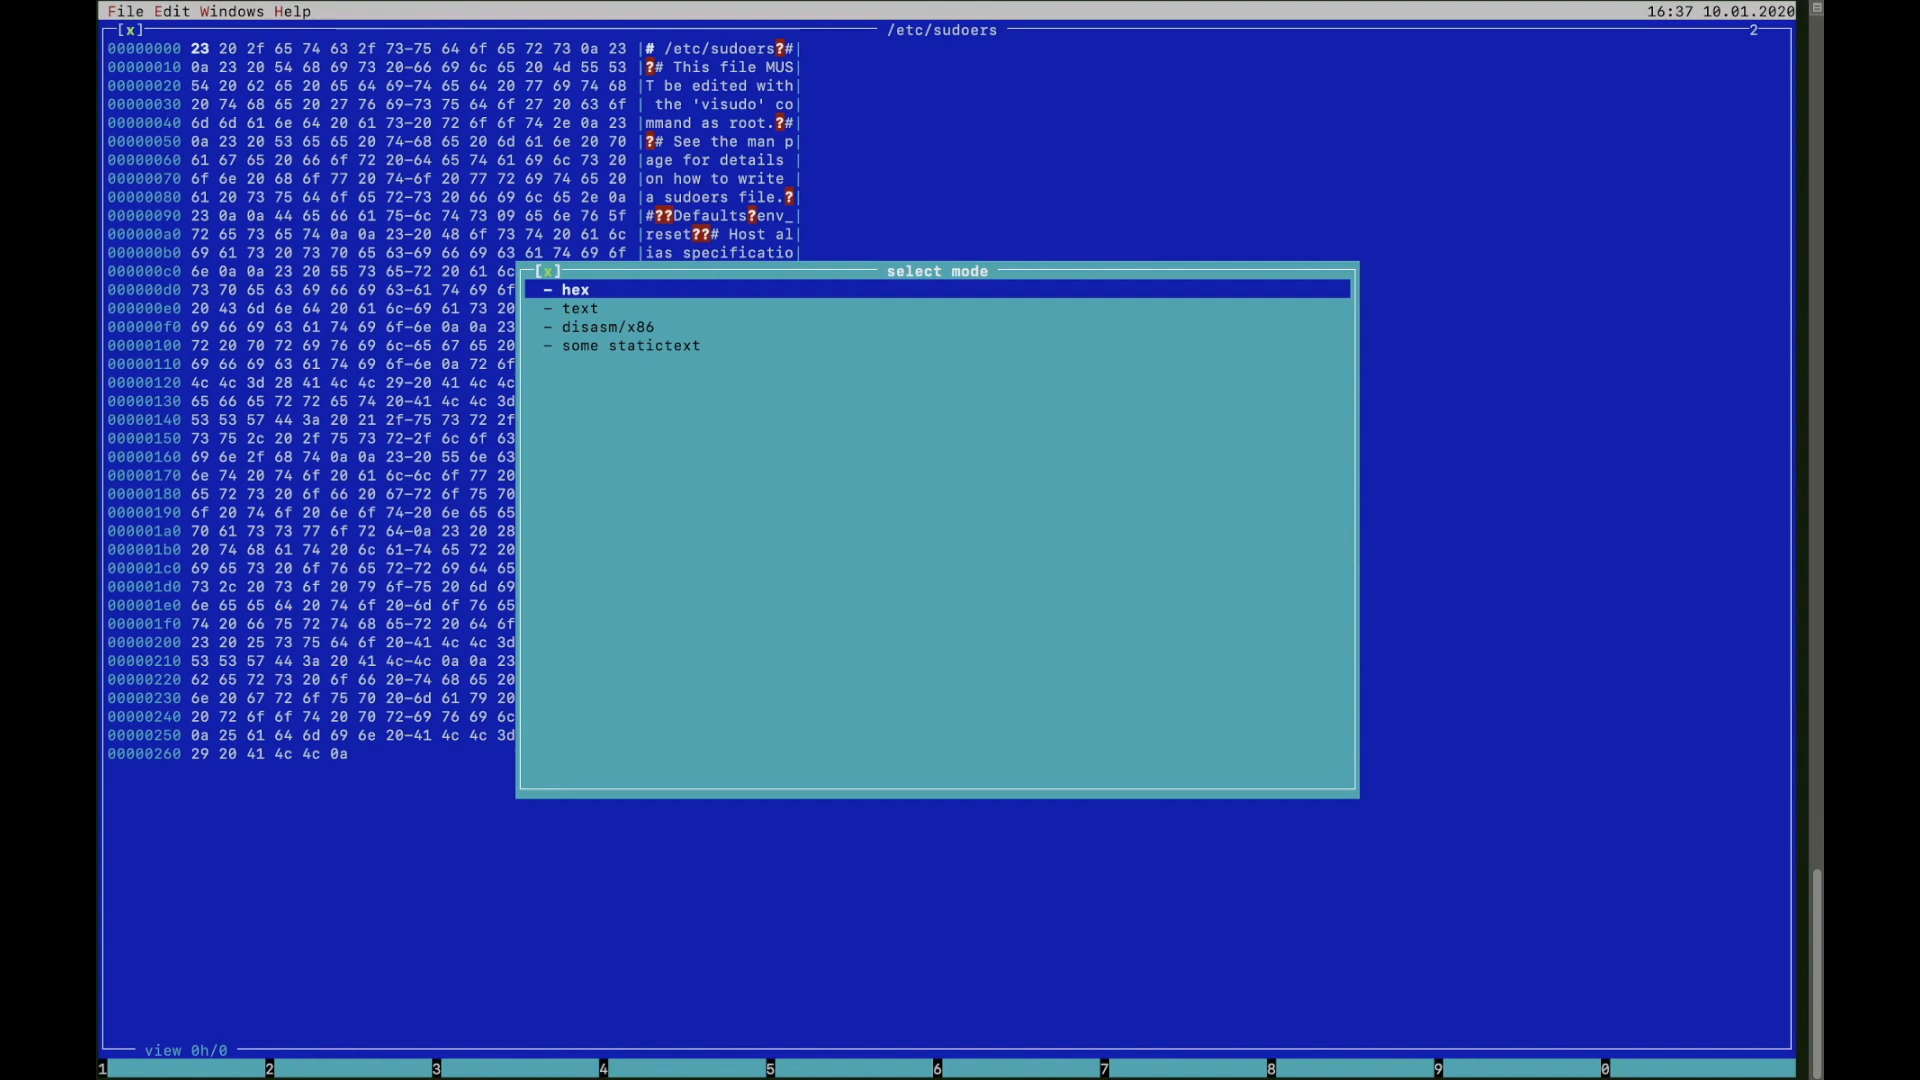 File Edit Windows Help 16:37 10.01.2020
[x] /etc/sudoers 2
00000000 23 20 2f 65 74 63 2f 73-75 64 6f 65 72 73 0a 23 |# /etc/sudoers?#|
00000010 0a 23 20 54 68 69 73 20-66 69 6c 65 20 4d 55 53 |?# This file MUS|
00000020 54 20 62 65 20 65 64 69-74 65 64 20 77 69 74 68 |T be edited with|
00000030 20 74 68 65 20 27 76 69-73 75 64 6f 27 20 63 6f | the 'visudo' co|
00000040 6d 6d 61 6e 64 20 61 73-20 72 6f 6f 74 2e 0a 23 |mmand as root.?#|
00000050 0a 23 20 53 65 65 20 74-68 65 20 6d 61 6e 20 70 |?# See the man p|
00000060 61 67 65 20 66 6f 72 20-64 65 74 61 69 6c 73 20 |age for details |
00000070 6f 6e 20 68 6f 77 20 74-6f 20 77 72 69 74 65 20 |on how to write |
00000080 61 20 73 75 64 6f 65 72-73 20 66 69 6c 65 2e 0a |a sudoers file.?|
00000090 23 0a 0a 44 65 66 61 75-6c 74 73 09 65 6e 76 5f |#??Defaults?env_|
000000a0 72 65 73 65 74 0a 0a 23-20 48 6f 73 74 20 61 6c |reset??# Host al|
000000b0 69 61 73 20 73 70 65 63-69 66 69 63 61 74 69 6f |ias specificatio|
000000c0 6e 0a 0a 23 20 55 73 65-72 20 61 6c
000000d0 73 70 65 63 69 66 69 63-61 74 69 6f
000000e0 20 43 6d 6e 64 20 61 6c-69 61 73 20
000000f0 69 66 69 63 61 74 69 6f-6e 0a 0a 23
00000100 72 20 70 72 69 76 69 6c-65 67 65 20
00000110 69 66 69 63 61 74 69 6f-6e 0a 72 6f
00000120 4c 4c 3d 28 41 4c 4c 29-20 41 4c 4c
00000130 65 66 65 72 72 65 74 20-41 4c 4c 3d
00000140 53 53 57 44 3a 20 21 2f-75 73 72 2f
00000150 73 75 2c 20 2f 75 73 72-2f 6c 6f 63
00000160 69 6e 2f 68 74 0a 0a 23-20 55 6e 63
00000170 6e 74 20 74 6f 20 61 6c-6c 6f 77 20
00000180 65 72 73 20 6f 66 20 67-72 6f 75 70
00000190 6f 20 74 6f 20 6e 6f 74-20 6e 65 65
000001a0 70 61 73 73 77 6f 72 64-0a 23 20 28
000001b0 20 74 68 61 74 20 6c 61-74 65 72 20
000001c0 69 65 73 20 6f 76 65 72-72 69 64 65
000001d0 73 2c 20 73 6f 20 79 6f-75 20 6d 69
000001e0 6e 65 65 64 20 74 6f 20-6d 6f 76 65
000001f0 74 20 66 75 72 74 68 65-72 20 64 6f
00000200 23 20 25 73 75 64 6f 20-41 4c 4c 3d
00000210 53 53 57 44 3a 20 41 4c-4c 0a 0a 23
00000220 62 65 72 73 20 6f 66 20-74 68 65 20
00000230 6e 20 67 72 6f 75 70 20-6d 61 79 20
00000240 20 72 6f 6f 74 20 70 72-69 76 69 6c
00000250 0a 25 61 64 6d 69 6e 20-41 4c 4c 3d
00000260 29 20 41 4c 4c 0a
[x] select mode
- hex
- text
- disasm/x86
- some statictext
view 0h/0
1 2 3 4 5 6 7 8 9 0